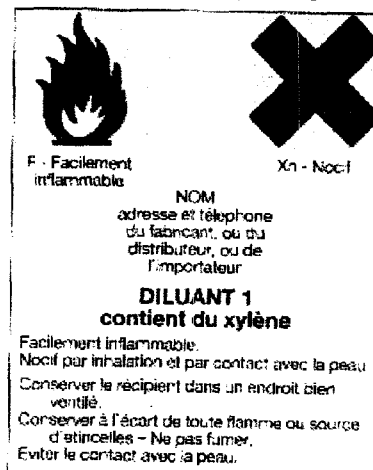 F - Facilement
inflammable
Xn - Nocif
NOM
adresse et téléphone
du fabricant, ou du
distributeur, ou de
l'importateur
DILUANT 1
contient du xylène
Facilement inflammable.
Nocif par inhalation et par contact avec la peau
Conserver le récipient dans un endroit bien
ventilé.
Conserver à l'écart de toute flamme ou source
d'étincelles – Ne pas fumer.
Eviter le contact avec la peau.